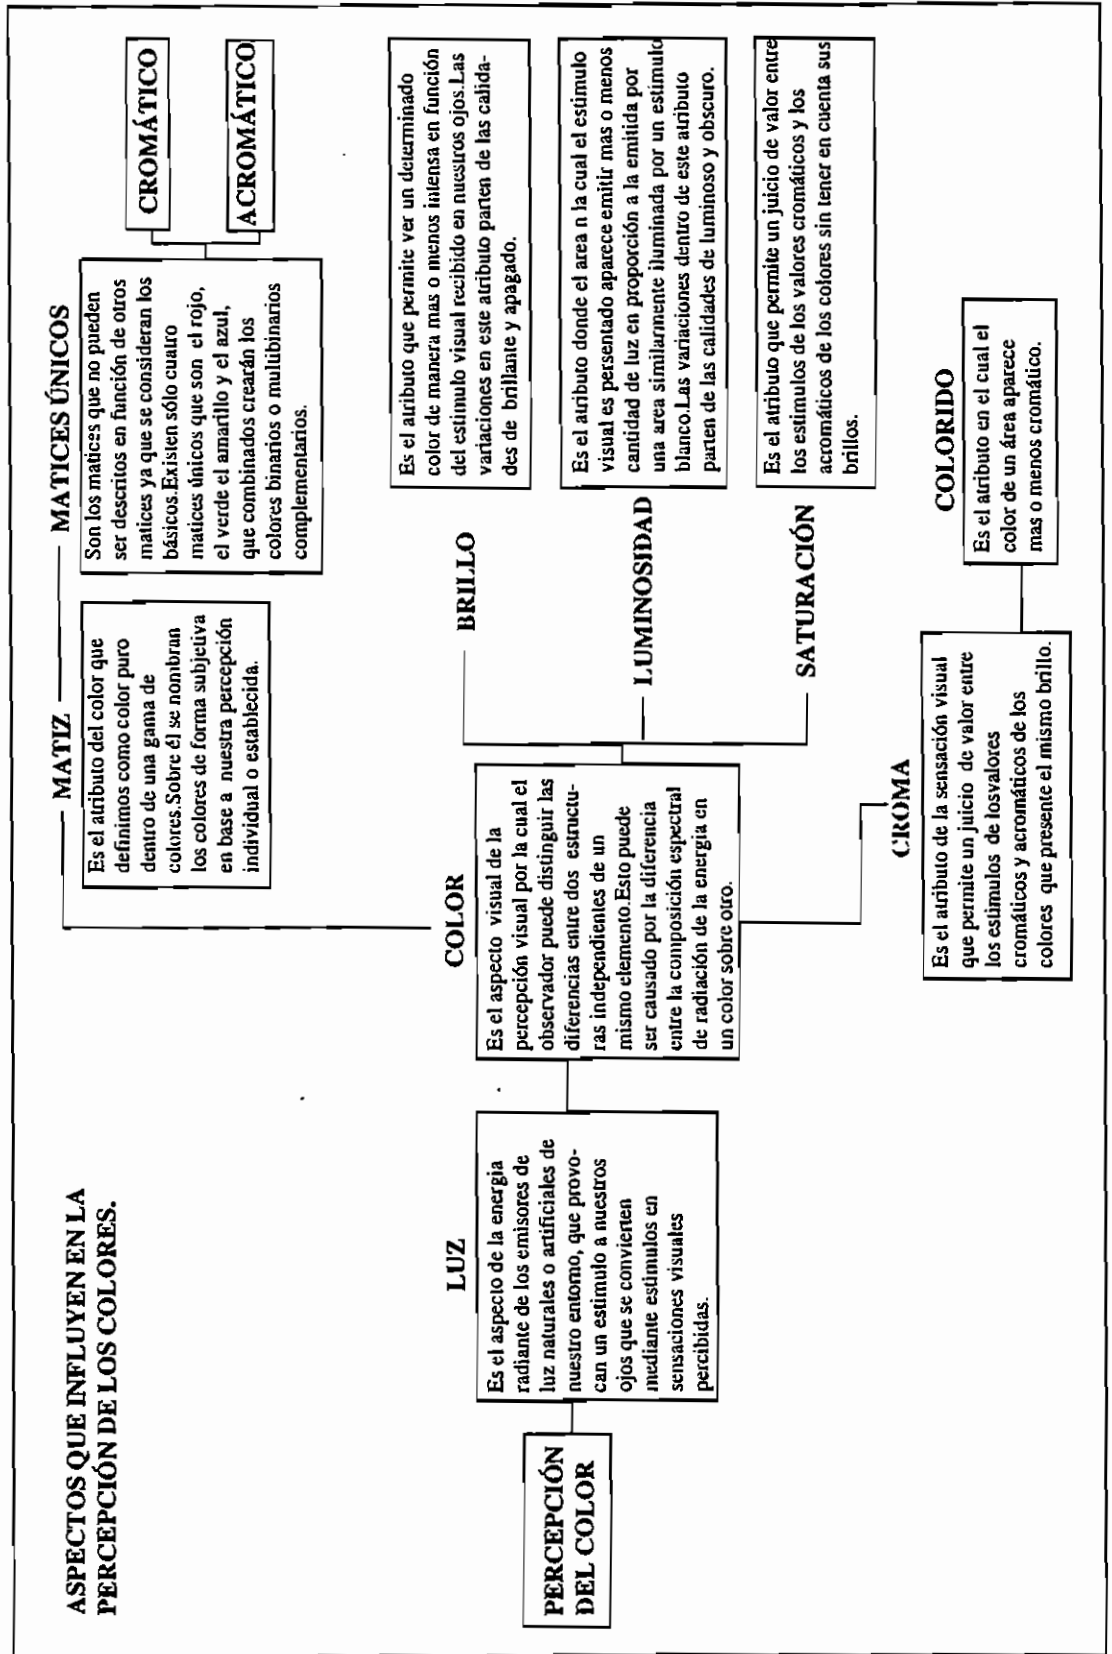 ASPECTOS QUE INFLUYEN EN LA
PERCEPCIÓN DE LOS COLORES.
PERCEPCIÓN
DEL COLOR
LUZ
Es el aspecto de la energia
radiante de los emisores de
luz naturales o artificiales de
nuestro entorno, que provo-
can un estimulo a nuestros
ojos que se convierten
mediante estimulos en
sensaciones visuales
percibidas.
COLOR
Es el aspecto visual de la
percepción visual por la cual el
observador puede distinguir las
diferencias entre dos estructu-
ras independientes de un
mismo elemento.Esto puede
ser causado por la diferencia
entre la composición espectral
de radiación de la energia en
un color sobre otro.
MATIZ
Es el atributo del color que
definimos como color puro
dentro de una gama de
colores.Sobre él se nombran
los colores de forma subjetiva
en base a nuestra percepción
individual o establecida.
MATICES ÚNICOS
Son los matices que no pueden
ser descritos en función de otros
matices ya que se consideran los
básicos.Existen sólo cuatro
matices únicos que son el rojo,
el verde el amarillo y el azul,
que combinados crearán los
colores binarios o multibinarios
complementarios.
CROMÁTICO
ACROMÁTICO
BRILLO
Es el atributo que permite ver un determinado
color de manera mas o menos intensa en función
del estimulo visual recibido en nuestros ojos.Las
variaciones en este atributo parten de las calida-
des de brillante y apagado.
LUMINOSIDAD
Es el atributo donde el area n la cual el estimulo
visual es persentado aparece emitir mas o menos
cantidad de luz en proporción a la emitida por
una area similarmente iluminada por un estimulo
blanco.Las variaciones dentro de este atributo
parten de las calidades de luminoso y obscuro.
SATURACIÓN
Es el atributo que permite un juicio de valor entre
los estimulos de los valores cromáticos y los
acromáticos de los colores sin tener en cuenta sus
brillos.
CROMA
Es el atributo de la sensación visual
que permite un juicio de valor entre
los estimulos de losvalores
cromáticos y acromáticos de los
colores que presente el mismo brillo.
COLORIDO
Es el atributo en el cual el
color de un área aparece
mas o menos cromático.